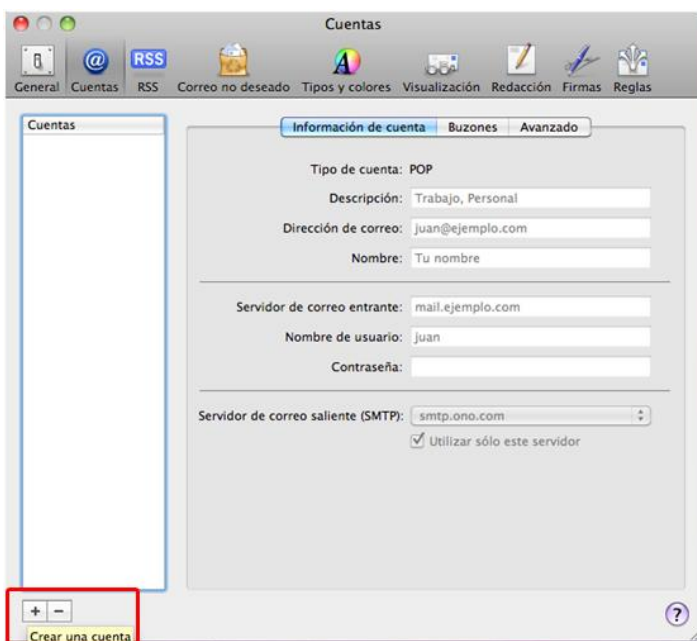 Cuentas
RSS
General Cuentas RSS Correo no deseado Tipos y colores Visualización Redacción Firmas Reglas
Cuentas
Información de cuenta Buzones Avanzado
Tipo de cuenta: POP
Descripción: Trabajo, Personal
Dirección de correo: juan@ejemplo.com
Nombre: Tu nombre
Servidor de correo entrante: mail.ejemplo.com
Nombre de usuario: juan
Contraseña:
Servidor de correo saliente (SMTP): smtp.ono.com
Utilizar sólo este servidor
+ −
?
Crear una cuenta